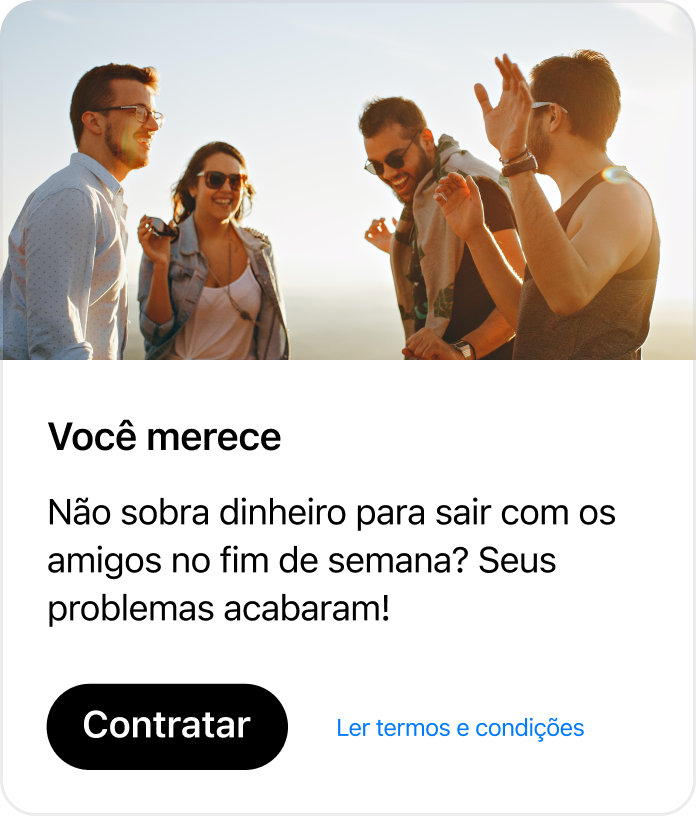 Você merece
Não sobra dinheiro para sair com os
amigos no fim de semana? Seus
problemas acabaram!
Contratar
Ler termos e condições